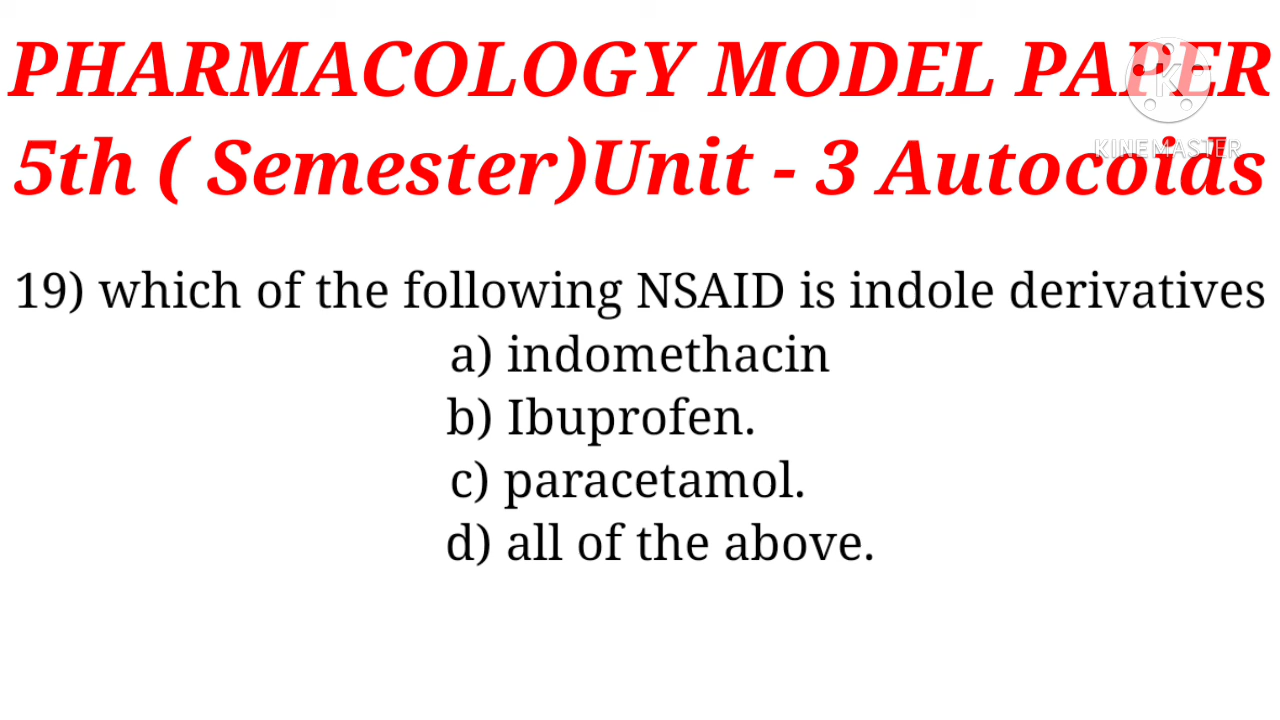 PHARMACOLOGY MODEL PAPER
KINEMASTER
5th ( Semester)Unit - 3 Autocoids
19) which of the following NSAID is indole derivatives
a) indomethacin
b) Ibuprofen.
c) paracetamol.
d) all of the above.